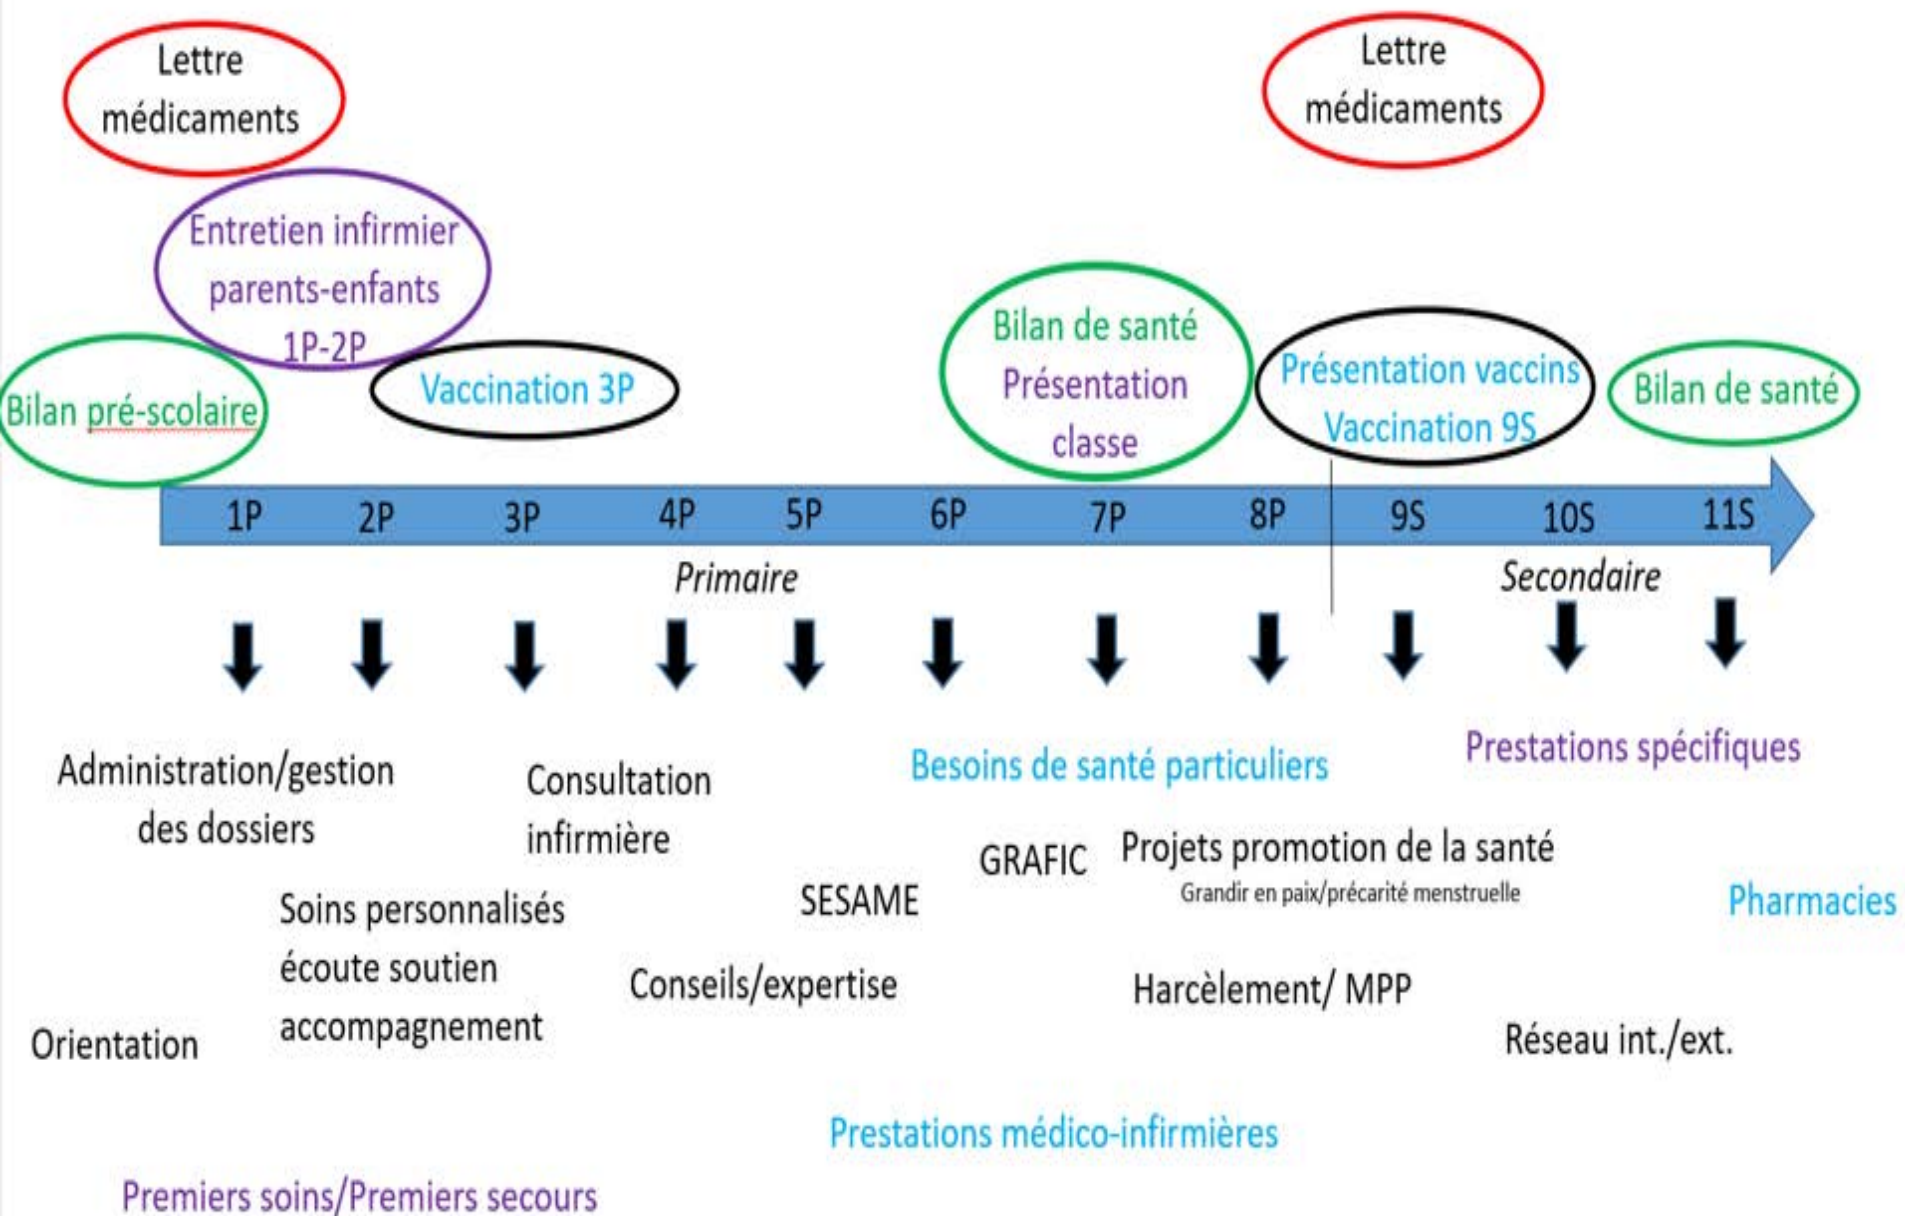 Lettre
médicaments
Lettre
médicaments
Entretien infirmier
parents-enfants
1P-2P
Bilan pré-scolaire
Vaccination 3P
Bilan de santé
Présentation
classe
Présentation vaccins
Vaccination 9S
Bilan de santé
1P 2P 3P 4P 5P 6P 7P 8P 9S 10S 11S
Primaire
Secondaire
Administration/gestion
des dossiers
Consultation
infirmière
Besoins de santé particuliers
Prestations spécifiques
GRAFIC
Projets promotion de la santé
Grandir en paix/précarité menstruelle
SESAME
Pharmacies
Soins personnalisés
écoute soutien
accompagnement
Conseils/expertise
Harcèlement/ MPP
Orientation
Réseau int./ext.
Prestations médico-infirmières
Premiers soins/Premiers secours